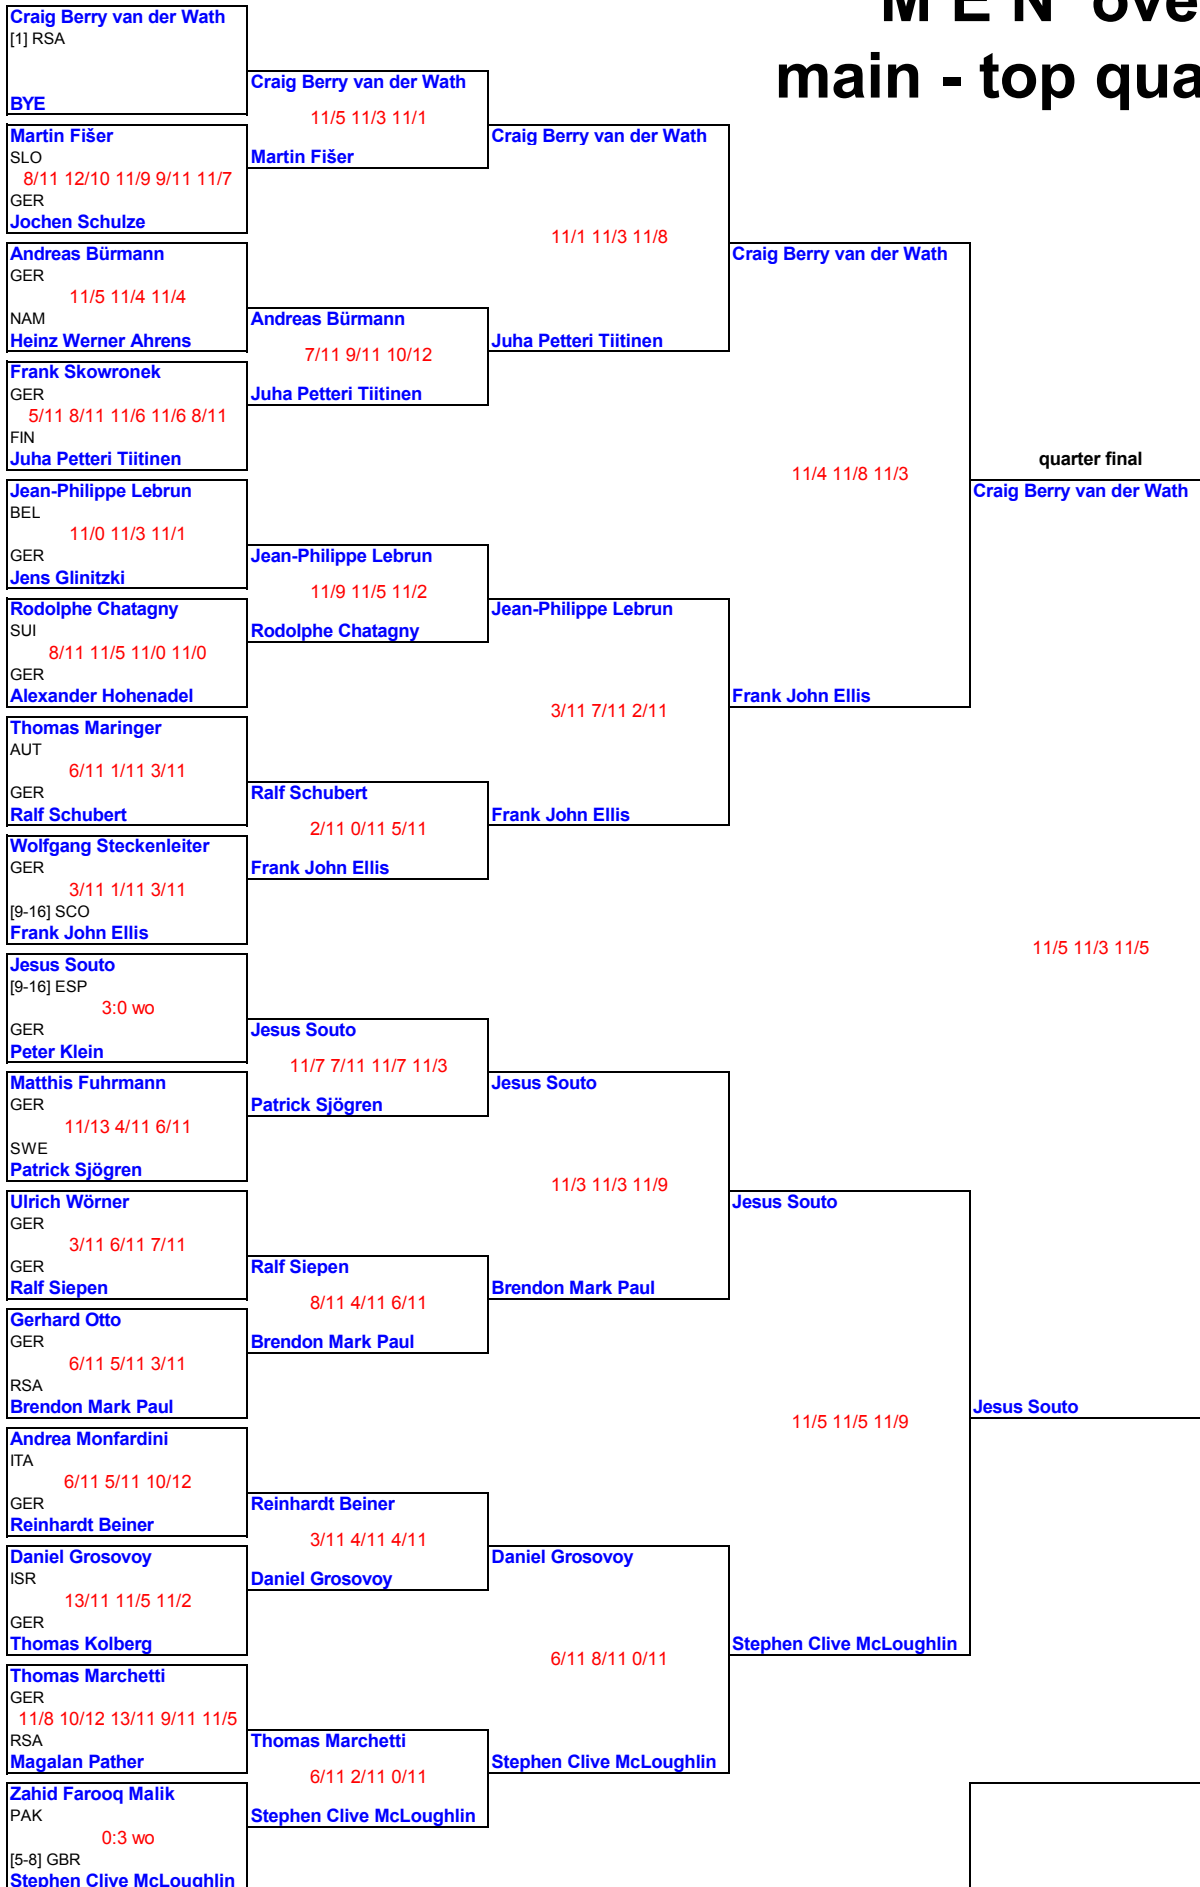 M E N ove
main - top qua
Craig Berry van der Wath
[1] RSA
BYE
Martin Fišer
SLO
8/11 12/10 11/9 9/11 11/7
GER
Jochen Schulze
Andreas Bürmann
GER
11/5 11/4 11/4
NAM
Heinz Werner Ahrens
Frank Skowronek
GER
5/11 8/11 11/6 11/6 8/11
FIN
Juha Petteri Tiitinen
Jean-Philippe Lebrun
BEL
11/0 11/3 11/1
GER
Jens Glinitzki
Rodolphe Chatagny
SUI
8/11 11/5 11/0 11/0
GER
Alexander Hohenadel
Thomas Maringer
AUT
6/11 1/11 3/11
GER
Ralf Schubert
Wolfgang Steckenleiter
GER
3/11 1/11 3/11
[9-16] SCO
Frank John Ellis
Jesus Souto
[9-16] ESP
3:0 wo
GER
Peter Klein
Matthis Fuhrmann
GER
11/13 4/11 6/11
SWE
Patrick Sjögren
Ulrich Wörner
GER
3/11 6/11 7/11
GER
Ralf Siepen
Gerhard Otto
GER
6/11 5/11 3/11
RSA
Brendon Mark Paul
Andrea Monfardini
ITA
6/11 5/11 10/12
GER
Reinhardt Beiner
Daniel Grosovoy
ISR
13/11 11/5 11/2
GER
Thomas Kolberg
Thomas Marchetti
GER
11/8 10/12 13/11 9/11 11/5
RSA
Magalan Pather
Zahid Farooq Malik
PAK
0:3 wo
[5-8] GBR
Stephen Clive McLoughlin
Craig Berry van der Wath
11/5 11/3 11/1
Martin Fišer
Andreas Bürmann
7/11 9/11 10/12
Juha Petteri Tiitinen
Jean-Philippe Lebrun
11/9 11/5 11/2
Rodolphe Chatagny
Ralf Schubert
2/11 0/11 5/11
Frank John Ellis
Jesus Souto
11/7 7/11 11/7 11/3
Patrick Sjögren
Ralf Siepen
8/11 4/11 6/11
Brendon Mark Paul
Reinhardt Beiner
3/11 4/11 4/11
Daniel Grosovoy
Thomas Marchetti
6/11 2/11 0/11
Stephen Clive McLoughlin
Craig Berry van der Wath
11/1 11/3 11/8
Juha Petteri Tiitinen
Jean-Philippe Lebrun
3/11 7/11 2/11
Frank John Ellis
Jesus Souto
11/3 11/3 11/9
Brendon Mark Paul
Daniel Grosovoy
6/11 8/11 0/11
Stephen Clive McLoughlin
Craig Berry van der Wath
11/4 11/8 11/3
Frank John Ellis
Jesus Souto
11/5 11/5 11/9
Stephen Clive McLoughlin
quarter final
Craig Berry van der Wath
11/5 11/3 11/5
Jesus Souto